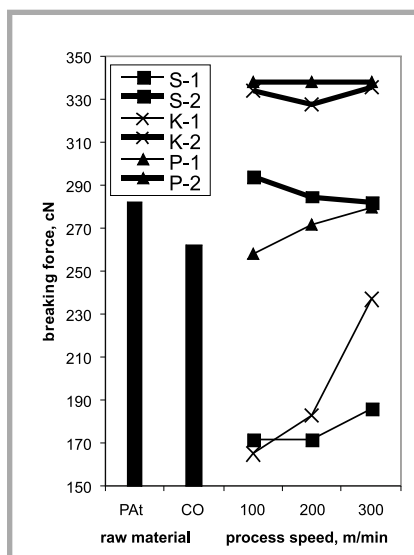 350
330
310
290
270
250
230
210
190
170
150
breaking force, cN
S-1
S-2
K-1
K-2
P-1
P-2
PAt CO 100 200 300
raw material process speed, m/min